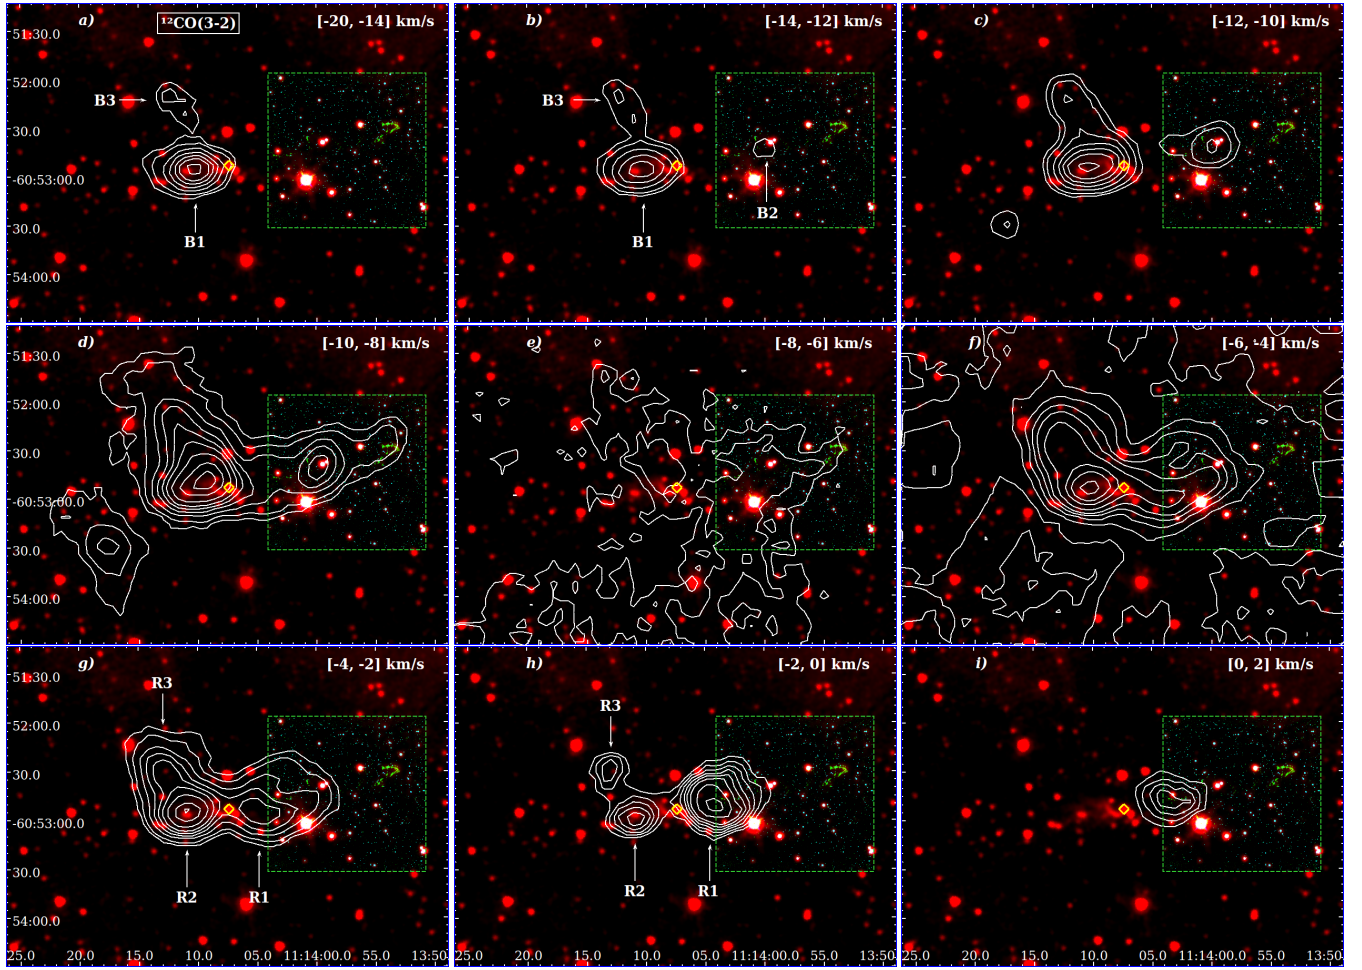 a) ¹²CO(3-2) [-20, -14] km/s
b) [-14, -12] km/s
c) [-12, -10] km/s
51:30.0
52:00.0
B3
B3
30.0
-60:53:00.0
B2
30.0
B1
B1
54:00.0
d) [-10, -8] km/s
e) [-8, -6] km/s
f) [-6, -4] km/s
51:30.0
52:00.0
30.0
-60:53:00.0
30.0
54:00.0
g) [-4, -2] km/s
h) [-2, 0] km/s
i) [0, 2] km/s
51:30.0
R3
R3
52:00.0
30.0
-60:53:00.0
30.0
R2 R1
R2 R1
54:00.0
25.0 20.0 15.0 10.0 05.0 11:14:00.0 55.0 13:50
20.0 15.0 10.0 05.0 11:14:00.0 55.0
25.0 20.0 15.0 10.0 05.0 11:14:00.0 55.0 13:50.